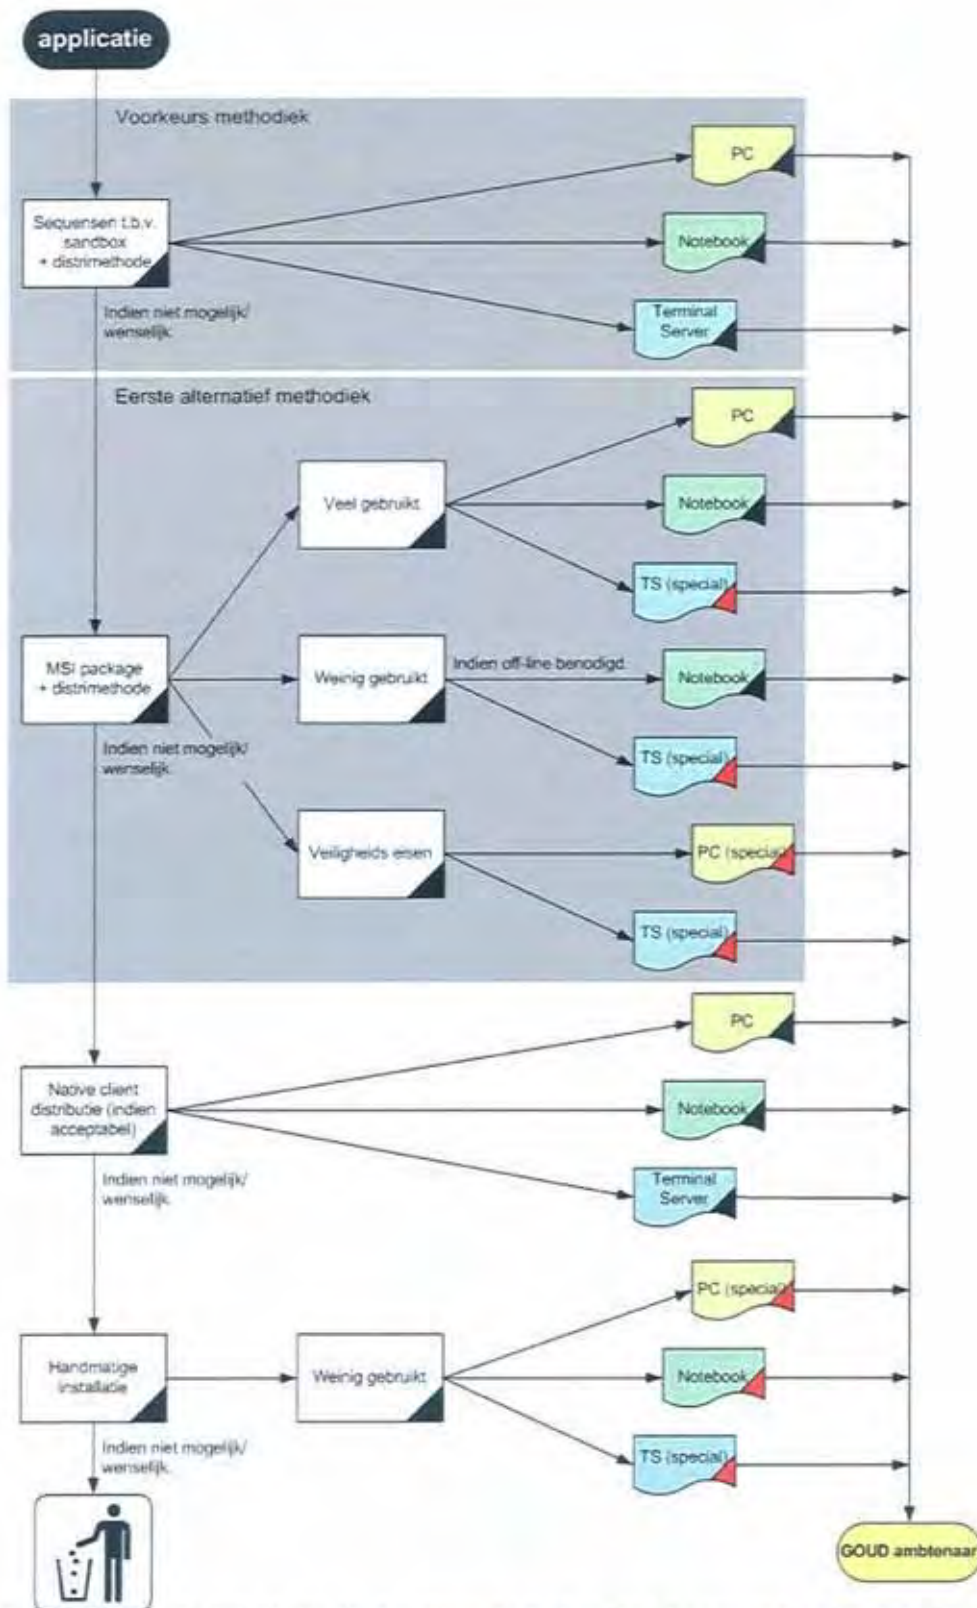 applicatie
Voorkeurs methodiek
PC
Sequensen t.b.v.
sandbox
+ distrimethode
Notebook
Indien niet mogelijk/
wenselijk.
Terminal
Server
Eerste alternatief methodiek
PC
Veel gebruikt
Notebook
TS (special)
MSI package
+ distrimethode
Weinig gebruikt
Indien off-line benodigd.
Notebook
Indien niet mogelijk/
wenselijk.
TS (special)
Veiligheids eisen
PC (special)
TS (special)
PC
Native client
distributie (indien
acceptabel)
Notebook
Indien niet mogelijk/
wenselijk.
Terminal
Server
PC (special)
Handmatige
installatie
Weinig gebruikt
Notebook
Indien niet mogelijk/
wenselijk.
TS (special)
GOUD ambtenaar